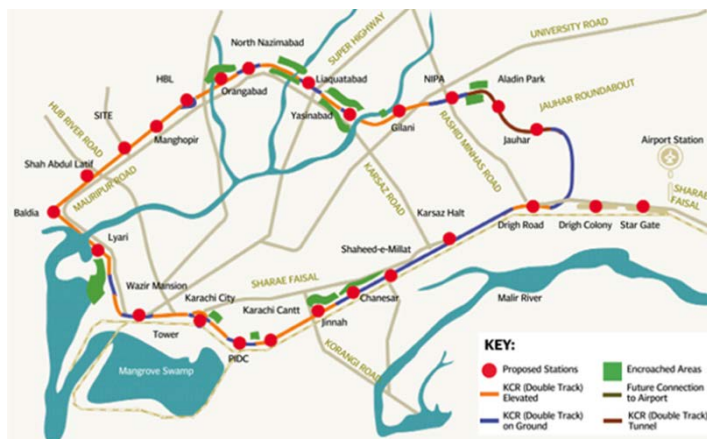 North Nazimabad
SUPER HIGHWAY
UNIVERSITY ROAD
HBL
Orangabad
Liaquatabad
NIPA
Aladin Park
SITE
Yasinabad
JAUHAR ROUNDABOUT
HUB RIVER ROAD
Manghopir
Gilani
Jauhar
Airport Station
Shah Abdul Latif
MAURIPUR ROAD
KARSAZ ROAD
RASHID MINHAS ROAD
SHARAE
FAISAL
Baldia
Karsaz Halt
Drigh Road
Drigh Colony
Star Gate
Lyari
Shaheed-e-Millat
Wazir Mansion
SHARAE FAISAL
Karachi City
Karachi Cantt
Chanesar
Malir River
Tower
Jinnah
PIDC
KORANGI ROAD
Mangrove Swamp
KEY:
Proposed Stations
Encroached Areas
KCR (Double Track)
Elevated
Future Connection
to Airport
KCR (Double Track)
on Ground
KCR (Double Track)
Tunnel